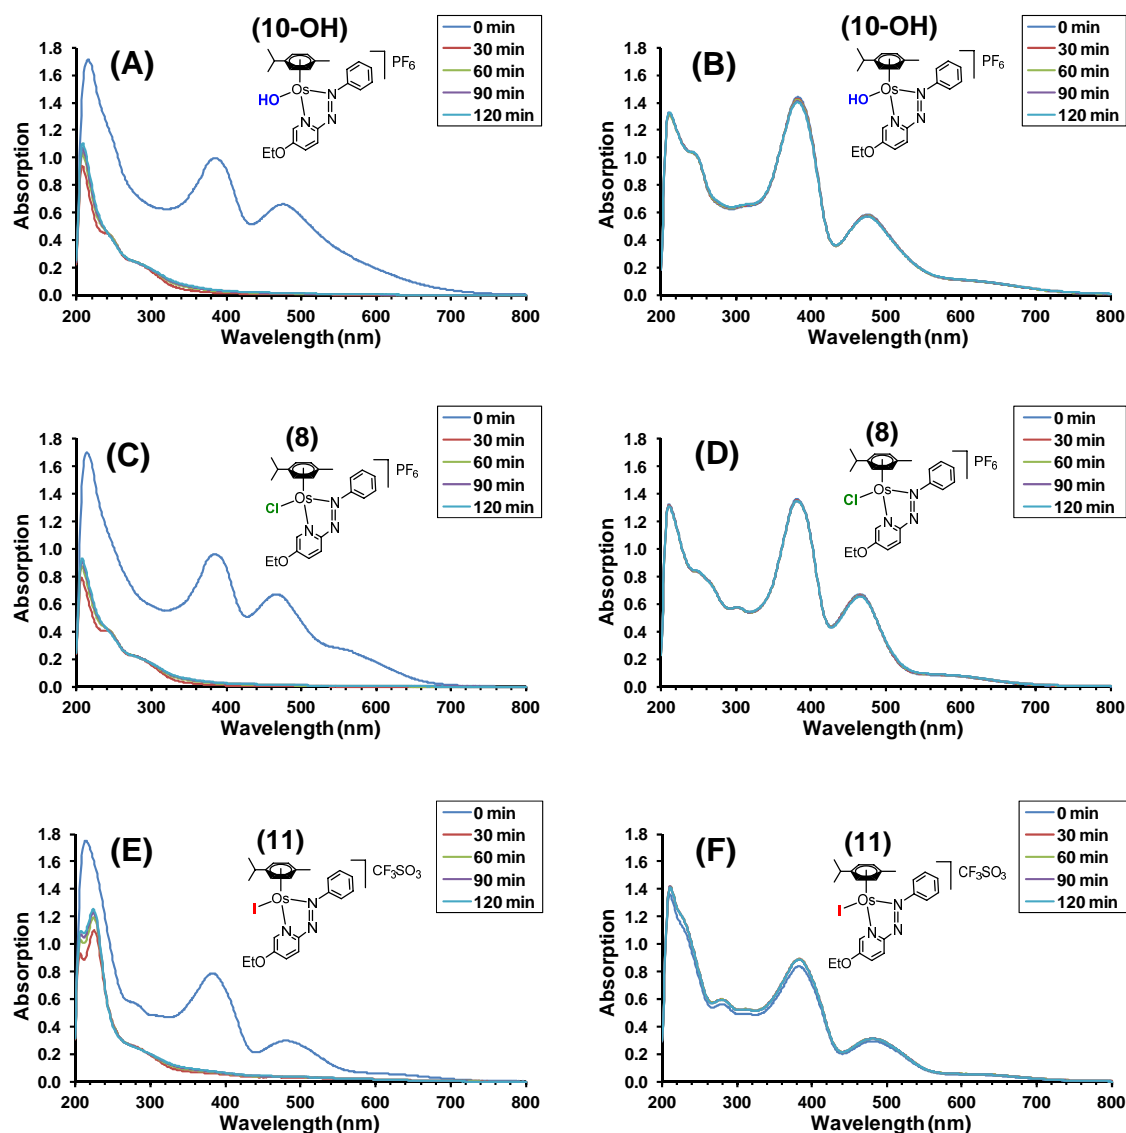 (A)
(10-OH)
PF6
Os
HO
N
N
N
EtO
0 min
30 min
60 min
90 min
120 min
Absorption
1.8
1.6
1.4
1.2
1.0
0.8
0.6
0.4
0.2
0.0
200 300 400 500 600 700 800
Wavelength (nm)
(B)
(10-OH)
PF6
Os
HO
N
N
N
EtO
0 min
30 min
60 min
90 min
120 min
Absorption
1.8
1.6
1.4
1.2
1.0
0.8
0.6
0.4
0.2
0.0
200 300 400 500 600 700 800
Wavelength (nm)
(C)
(8)
PF6
Os
Cl
N
N
N
EtO
0 min
30 min
60 min
90 min
120 min
Absorption
1.8
1.6
1.4
1.2
1.0
0.8
0.6
0.4
0.2
0.0
200 300 400 500 600 700 800
Wavelength (nm)
(D)
(8)
PF6
Os
Cl
N
N
N
EtO
0 min
30 min
60 min
90 min
120 min
Absorption
1.8
1.6
1.4
1.2
1.0
0.8
0.6
0.4
0.2
0.0
200 300 400 500 600 700 800
Wavelength (nm)
(E)
(11)
CF3SO3
Os
I
N
N
N
EtO
0 min
30 min
60 min
90 min
120 min
Absorption
1.8
1.6
1.4
1.2
1.0
0.8
0.6
0.4
0.2
0.0
200 300 400 500 600 700 800
Wavelength (nm)
(F)
(11)
CF3SO3
Os
I
N
N
N
EtO
0 min
30 min
60 min
90 min
120 min
Absorption
1.8
1.6
1.4
1.2
1.0
0.8
0.6
0.4
0.2
0.0
200 300 400 500 600 700 800
Wavelength (nm)